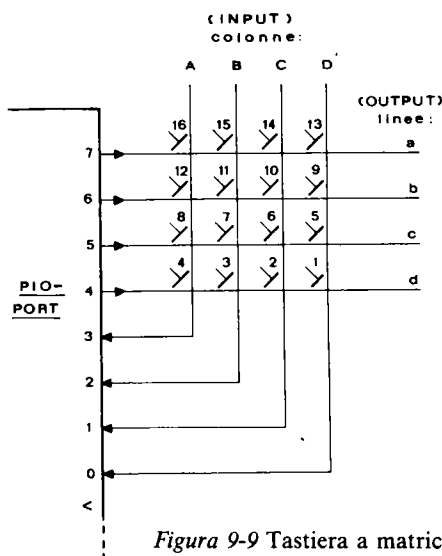 (INPUT)
colonne:
A B C D'
(OUTPUT)
linee:
16 15 14 13
7 a
12 11 10 9
6 b
8 7 6 5
5 c
4 3 2 1
4 d
PIO-
PORT
3
2
1
0
<
Figura 9-9 Tastiera a matric